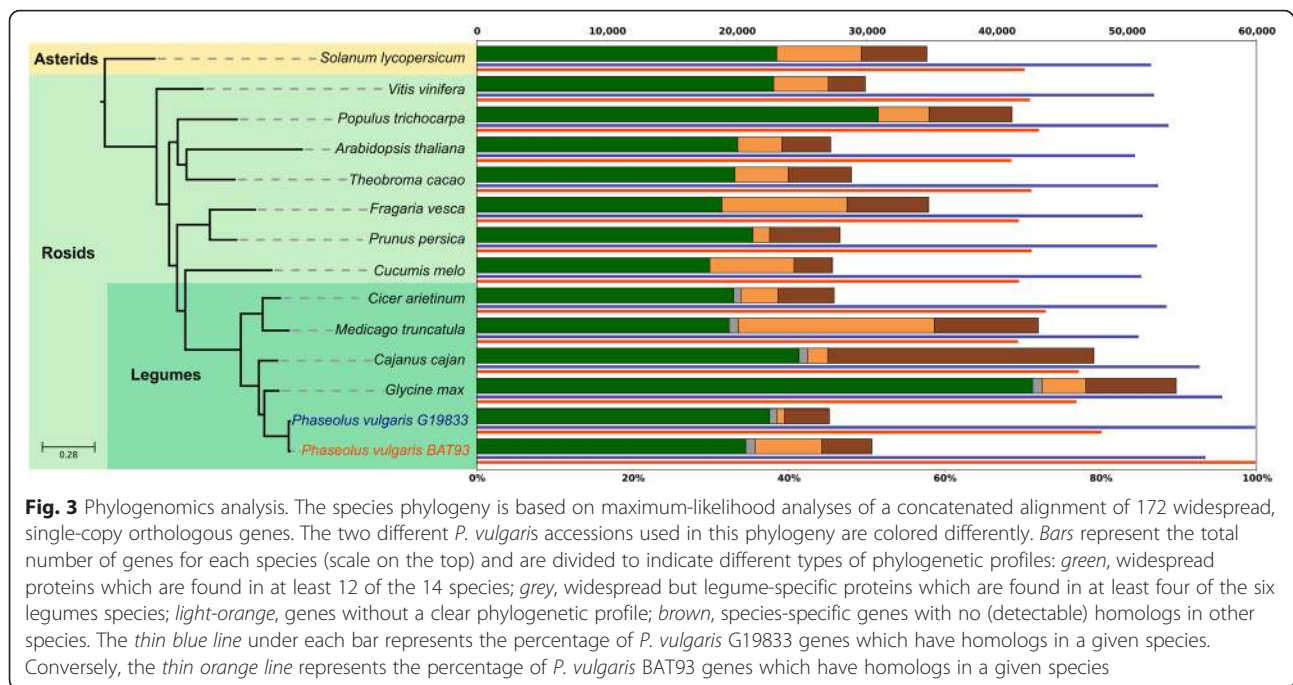 0 10,000 20,000 30,000 40,000 50,000 60,000
Asterids
Solanum lycopersicum
Vitis vinifera
Populus trichocarpa
Arabidopsis thaliana
Theobroma cacao
Fragaria vesca
Prunus persica
Rosids
Cucumis melo
Cicer arietinum
Medicago truncatula
Cajanus cajan
Legumes
Glycine max
Phaseolus vulgaris G19833
Phaseolus vulgaris BAT93
0.28
0% 20% 40% 60% 80% 100%
Fig. 3 Phylogenomics analysis. The species phylogeny is based on maximum-likelihood analyses of a concatenated alignment of 172 widespread,
single-copy orthologous genes. The two different P. vulgaris accessions used in this phylogeny are colored differently. Bars represent the total
number of genes for each species (scale on the top) and are divided to indicate different types of phylogenetic profiles: green, widespread
proteins which are found in at least 12 of the 14 species; grey, widespread but legume-specific proteins which are found in at least four of the six
legumes species; light-orange, genes without a clear phylogenetic profile; brown, species-specific genes with no (detectable) homologs in other
species. The thin blue line under each bar represents the percentage of P. vulgaris G19833 genes which have homologs in a given species.
Conversely, the thin orange line represents the percentage of P. vulgaris BAT93 genes which have homologs in a given species